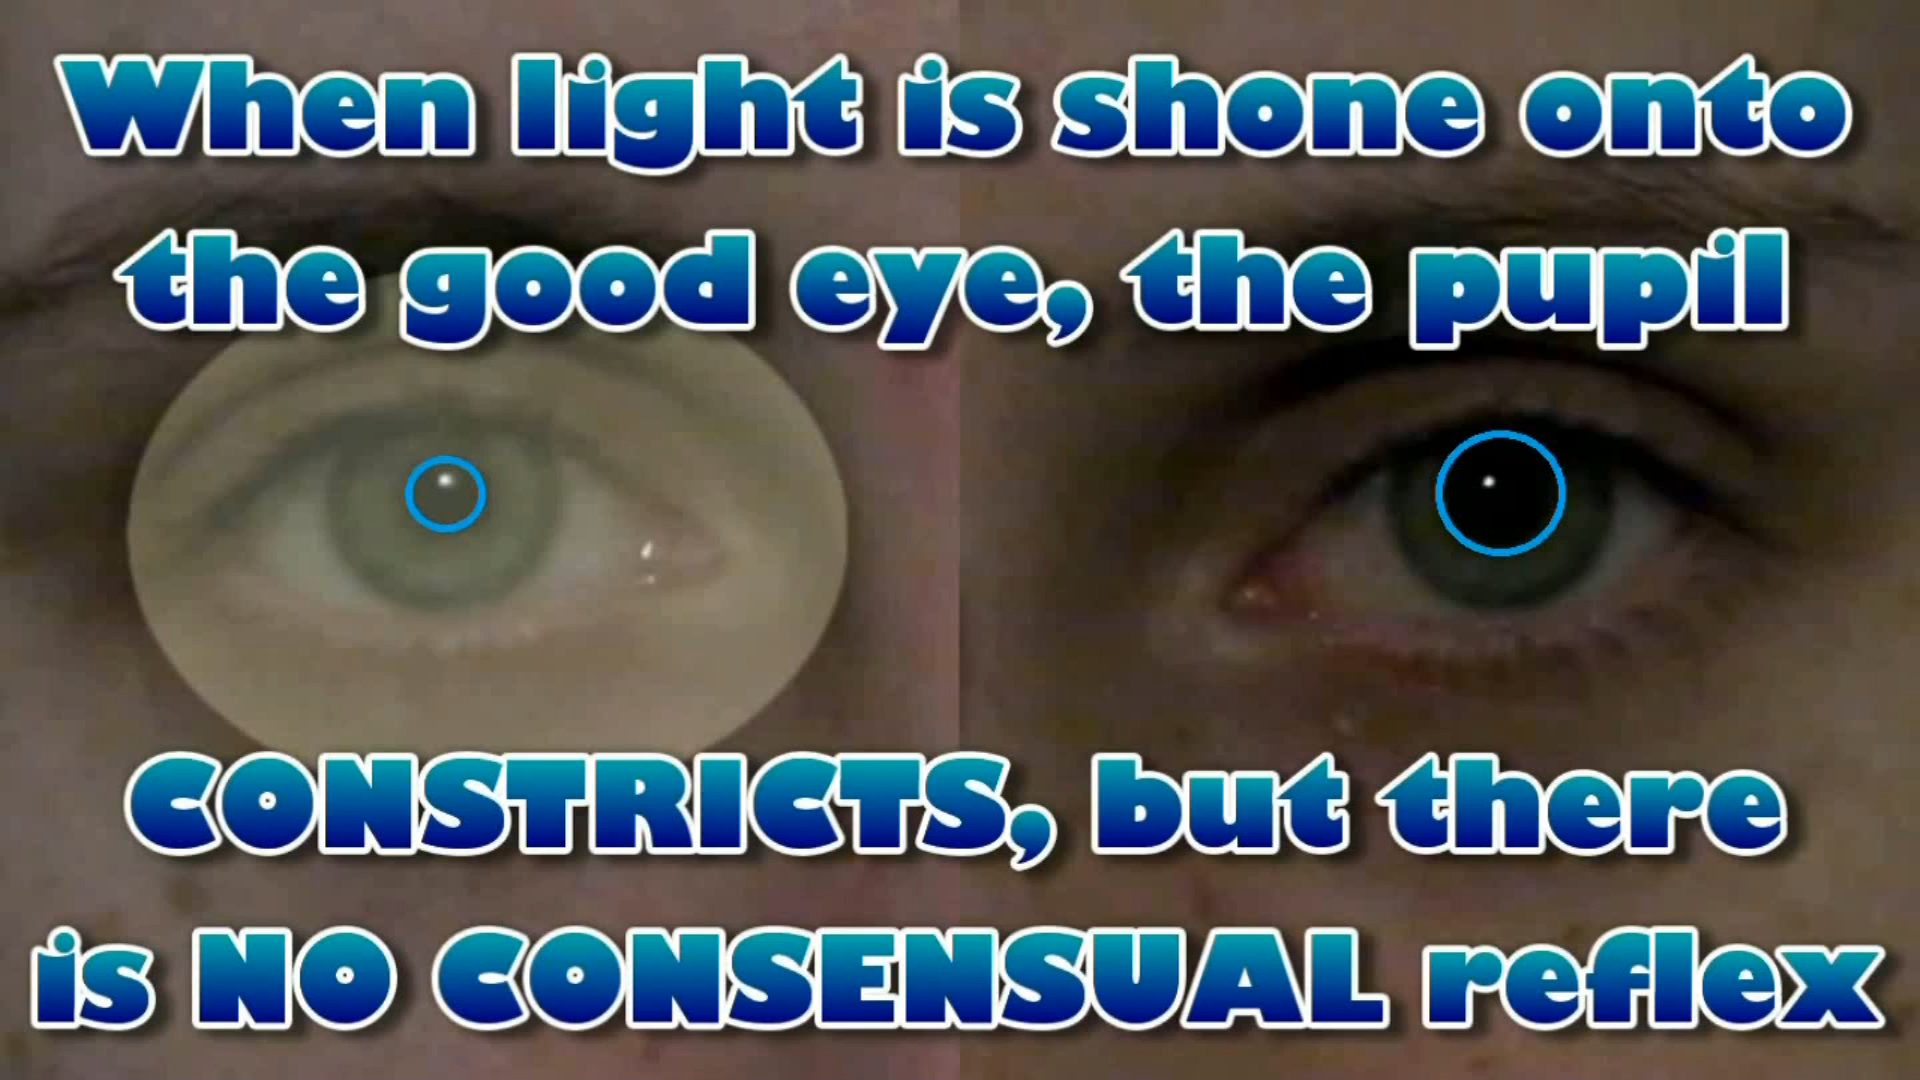 When light is shone onto
the good eye, the pupil
CONSTRICTS, but there
is NO CONSENSUAL reflex